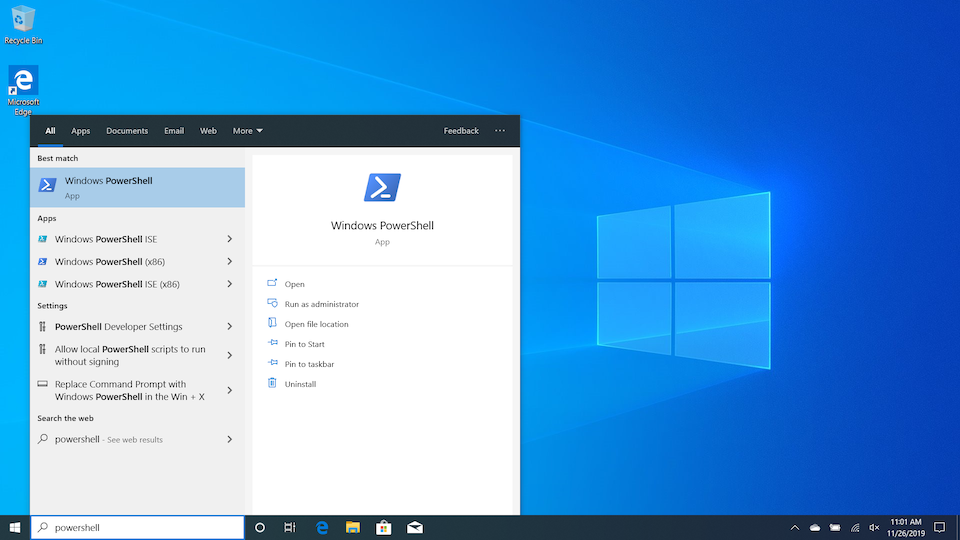 Recycle Bin
Microsoft
Edge
All Apps Documents Email Web More Feedback ···
Best match
Windows PowerShell
App
Apps
Windows PowerShell ISE
Windows PowerShell (x86)
Windows PowerShell ISE (x86)
Settings
PowerShell Developer Settings
Allow local PowerShell scripts to run
without signing
Replace Command Prompt with
Windows PowerShell in the Win + X
Search the web
powershell - See web results
Windows PowerShell
App
Open
Run as administrator
Open file location
Pin to Start
Pin to taskbar
Uninstall
powershell
11:01 AM
11/26/2019